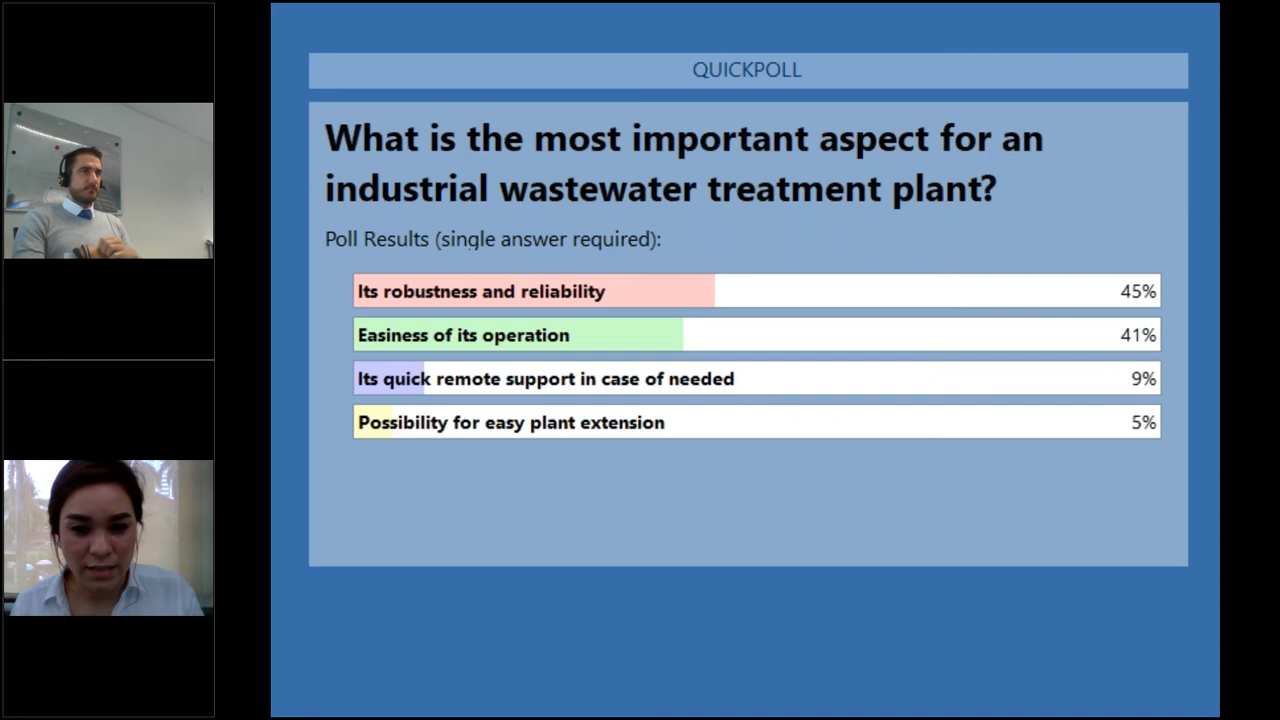 QUICKPOLL
What is the most important aspect for an
industrial wastewater treatment plant?
Poll Results (single answer required):
Its robustness and reliability 45%
Easiness of its operation 41%
Its quick remote support in case of needed 9%
Possibility for easy plant extension 5%